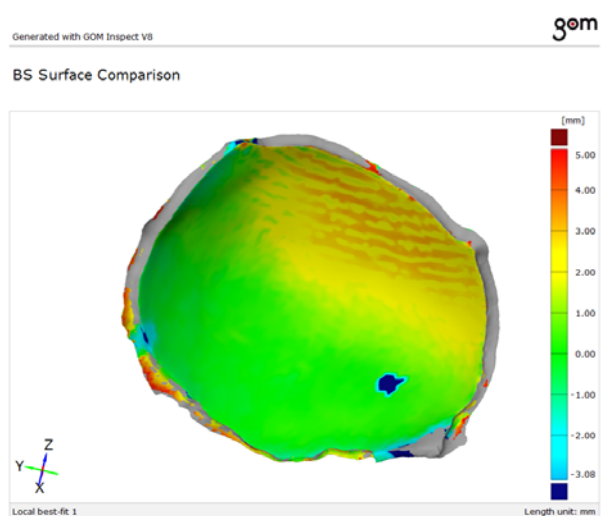 gom
Generated with GOM Inspect V8
BS Surface Comparison
[mm]
5.00
4.00
3.00
2.00
1.00
0.00
-1.00
-2.00
-3.08
Z
Y
X
Local best-fit 1
Length unit: mm